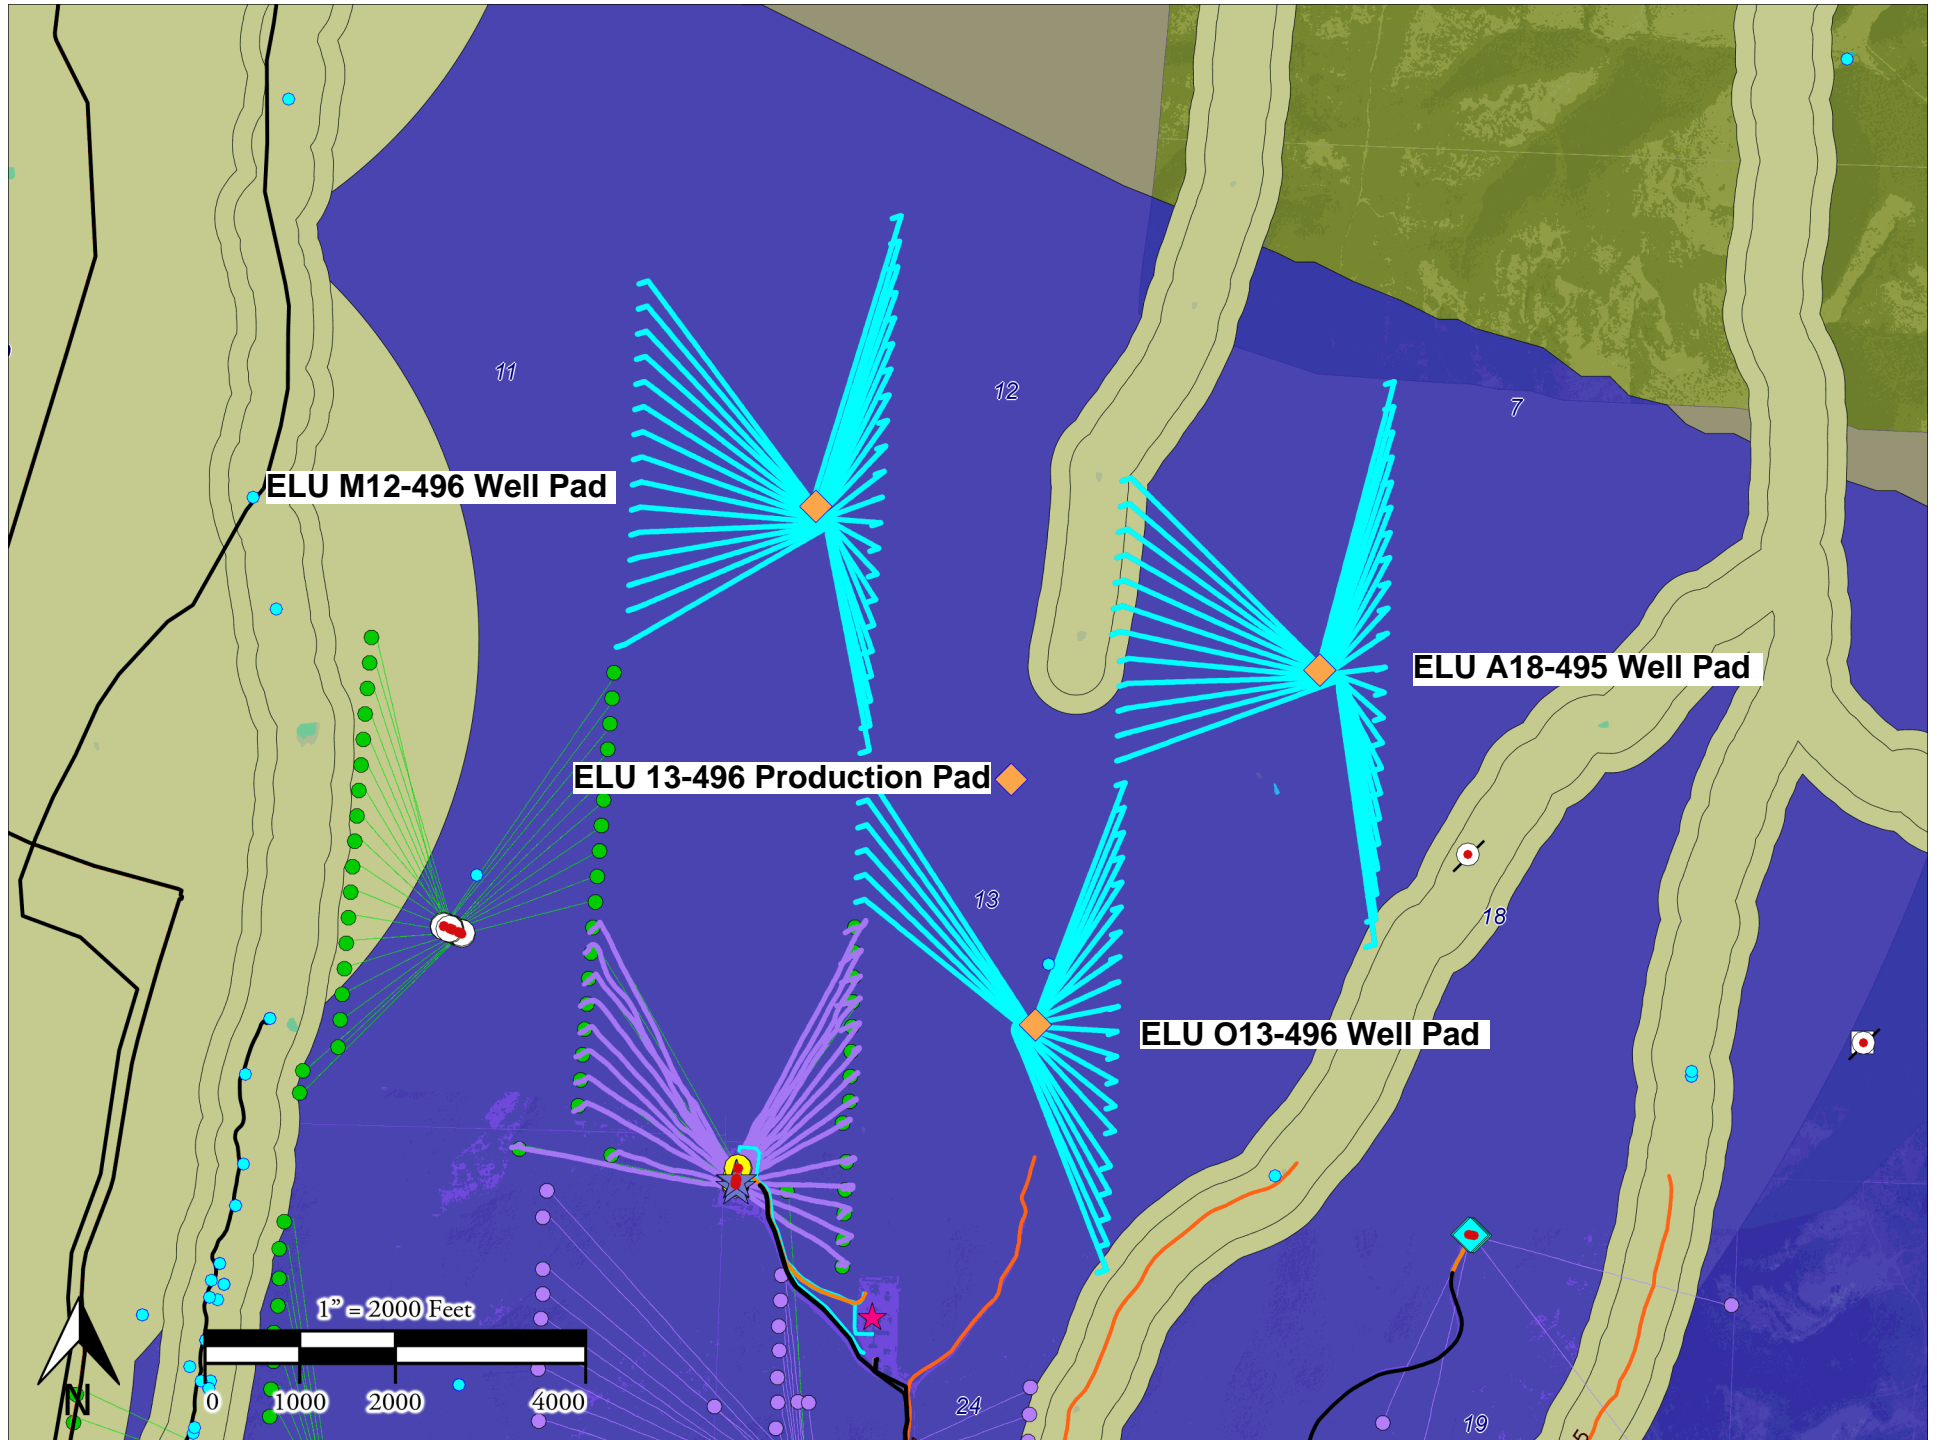 11
12
7
ELU M12-496 Well Pad
ELU A18-495 Well Pad
ELU 13-496 Production Pad
13
18
ELU O13-496 Well Pad
1” = 2000 Feet
0 1000 2000 4000
N
24
19
5